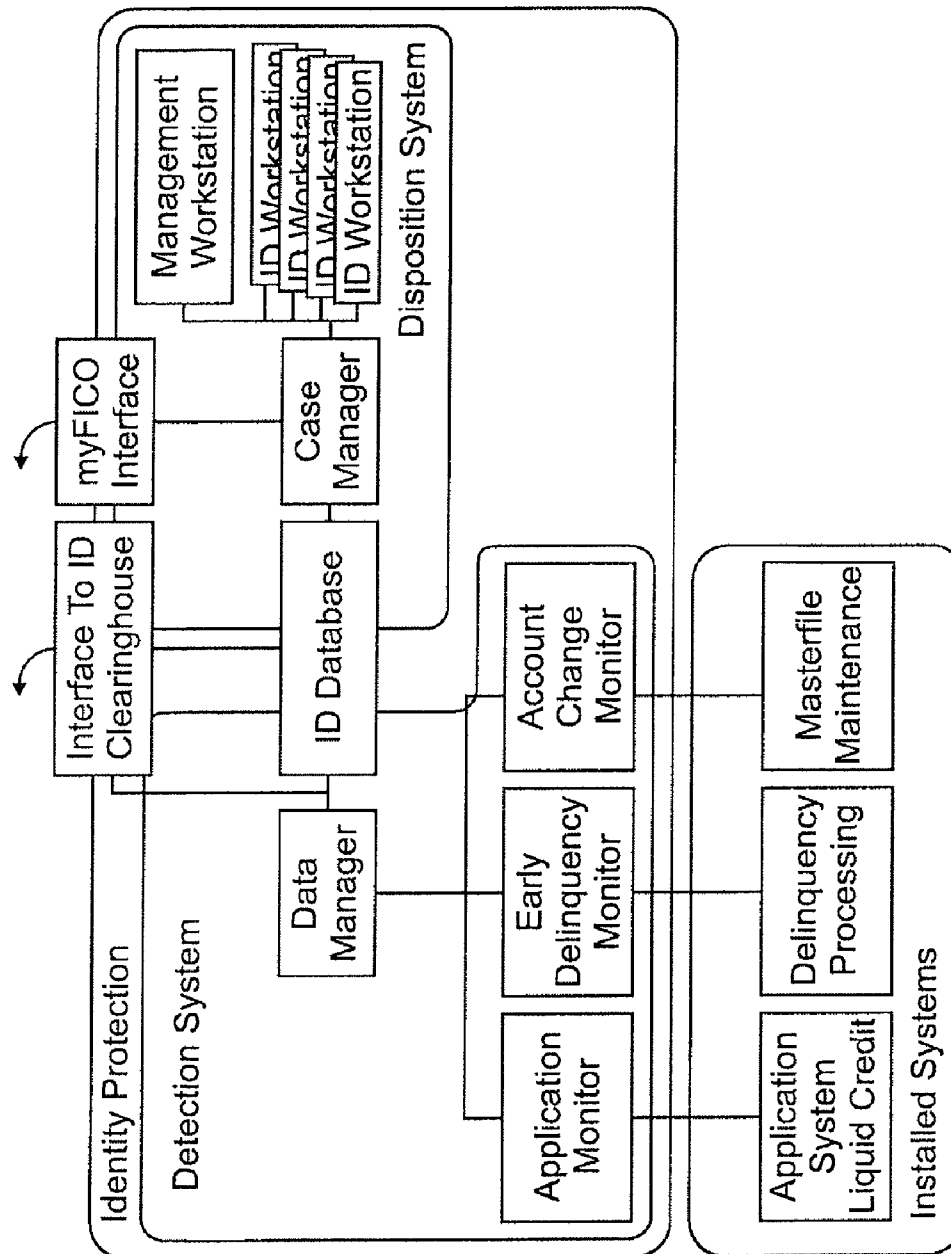 Identity Protection
Interface To ID
Clearinghouse
myFICO
Interface
Detection System
Data
Manager
ID Database
Case
Manager
Management
Workstation
ID Workstation
ID Workstation
ID Workstation
ID Workstation
Disposition System
Application
Monitor
Early
Delinquency
Monitor
Account
Change
Monitor
Application
System
Liquid Credit
Delinquency
Processing
Masterfile
Maintenance
Installed Systems